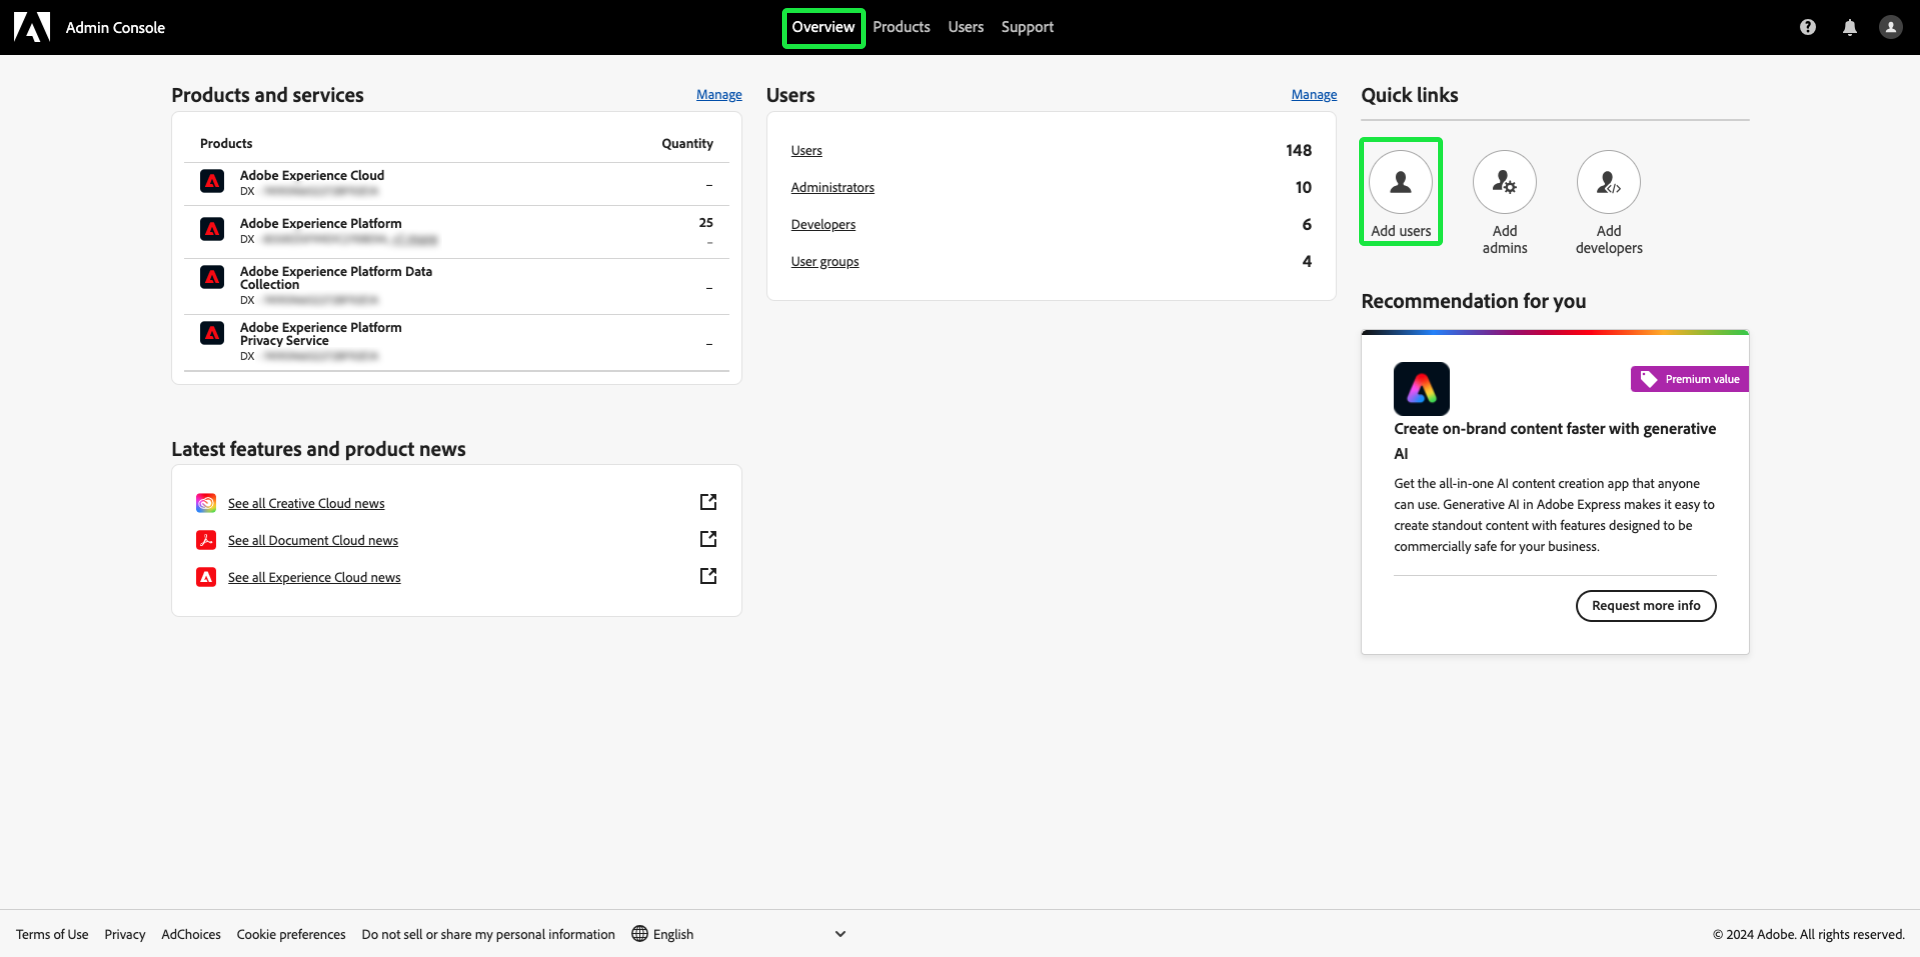 Admin Console
Overview
Products
Users
Support
Products and services
Manage
Products
Quantity
Adobe Experience Cloud
DX
–
Adobe Experience Platform
25
DX
–
Adobe Experience Platform Data
Collection
DX
–
Adobe Experience Platform
Privacy Service
DX
–
Latest features and product news
See all Creative Cloud news
See all Document Cloud news
See all Experience Cloud news
Users
Manage
Users
148
Administrators
10
Developers
6
User groups
4
Quick links
Add users
Add
admins
Add
developers
Recommendation for you
Premium value
Create on-brand content faster with generative
AI
Get the all-in-one AI content creation app that anyone
can use. Generative AI in Adobe Express makes it easy to
create standout content with features designed to be
commercially safe for your business.
Request more info
Terms of Use
Privacy
AdChoices
Cookie preferences
Do not sell or share my personal information
English
© 2024 Adobe. All rights reserved.